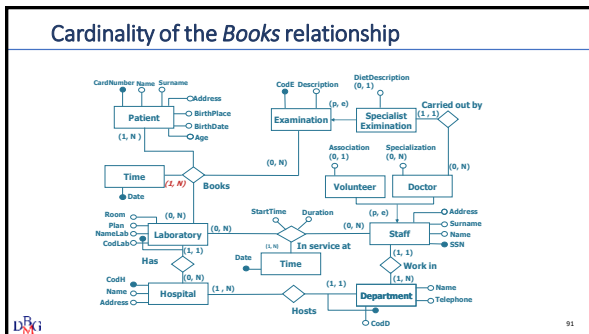 Cardinality of the Books relationship
CardNumber Name Surname
Address
Patient
BirthPlace
BirthDate
Age
(1, N)
CodE Description
Examination
(p, e)
DietDescription
(0, 1)
Specialist
Eximination
(1 , 1)
Carried out by
(0, N)
(0, N)
Association
(0, 1)
Specialization
(0, N)
Volunteer
Doctor
Time
(1, N)
Books
Date
(0, N)
(p, e)
Room
Plan
NameLab
CodLab
Laboratory
(0, N)
StartTime
Duration
(0, N)
Staff
Address
Surname
Name
SSN
In service at
(1, N)
Date
Time
(1, 1)
Has
(0, N)
(1, 1)
Work in
(1, N)
CodH
Name
Address
Hospital
(1 , N)
Hosts
(1, 1)
Department
Name
Telephone
CodD
DBMG
91